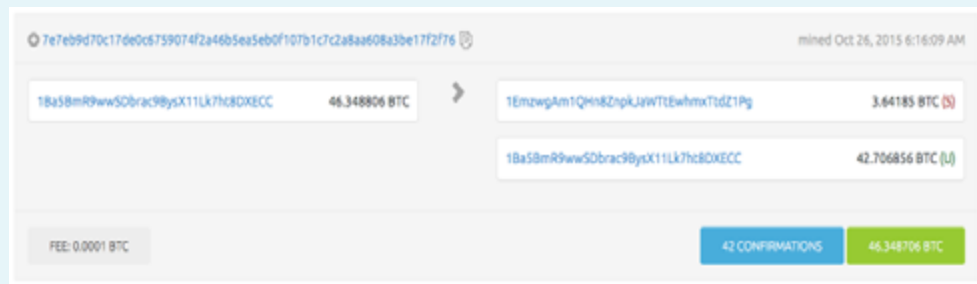 7e7eb9d70c17de0c6759074f2a46b5ea5eb0f107b1c7c2a8aa608a3be17f2f76
mined Oct 26, 2015 6:16:09 AM
1Ba5BmR9wwSDbrac9BysX11Lk7hc8DXECC 46.348806 BTC
1EmzwgAm1QHn8ZnpkJaWTtEwhmxTtdZ1Pg 3.64185 BTC (S)
1Ba5BmR9wwSDbrac9BysX11Lk7hc8DXECC 42.706856 BTC (U)
FEE: 0.0001 BTC
42 CONFIRMATIONS
46.348706 BTC